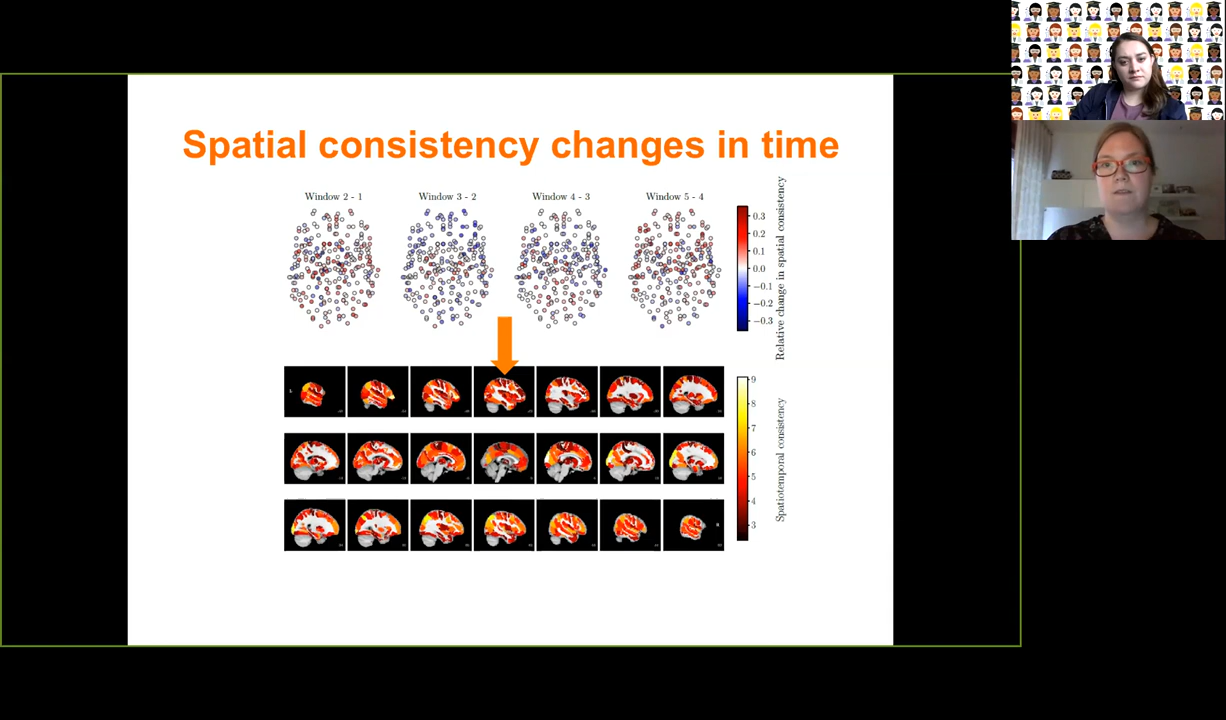 Spatial consistency changes in time
Window 2 - 1
Window 3 - 2
Window 4 - 3
Window 5 - 4
0.3
0.2
0.1
0.0
−0.1
−0.2
−0.3
Relative change in spatial consistency
9
8
7
6
5
4
3
Spatiotemporal consistency
L
R